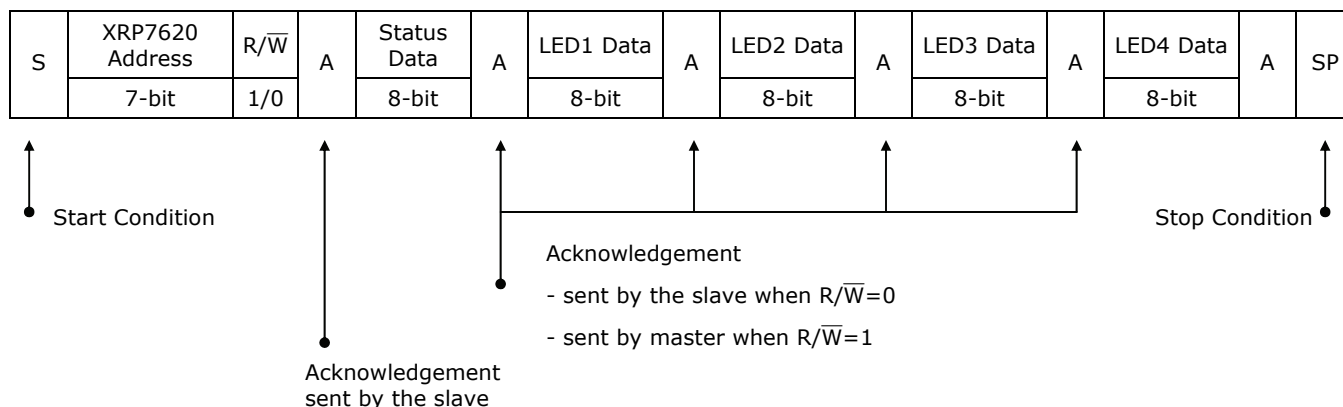 S
XRP7620
Address
7-bit
R/W̅
1/0
A
Status
Data
8-bit
A
LED1 Data
8-bit
A
LED2 Data
8-bit
A
LED3 Data
8-bit
A
LED4 Data
8-bit
A
SP
Start Condition
Stop Condition
Acknowledgement
- sent by the slave when R/W̅=0
- sent by master when R/W̅=1
Acknowledgement
sent by the slave